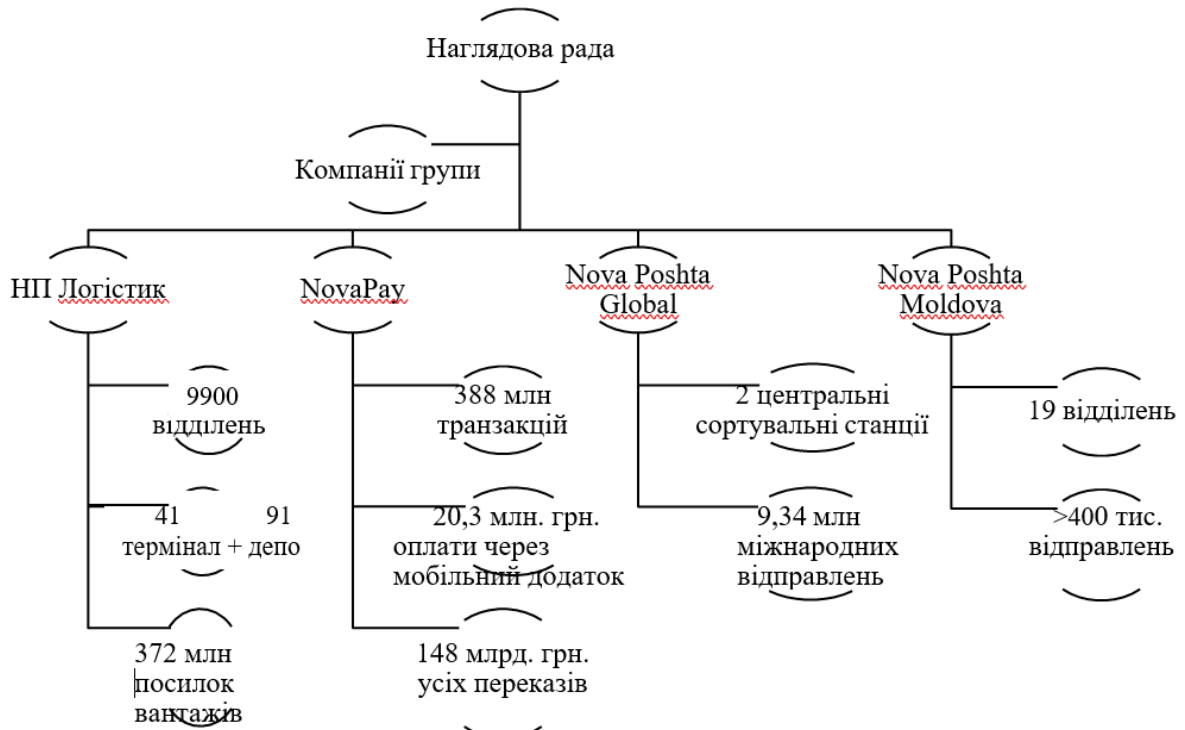 Наглядова рада
Компанії групи
НП Логістик
NovaPay
Nova Poshta
Global
Nova Poshta
Moldova
9900
відділень
388 млн
транзакцій
2 центральні
сортувальні станції
19 відділень
41 91
термінал + депо
20,3 млн. грн.
оплати через
мобільний додаток
9,34 млн
міжнародних
відправлень
>400 тис.
відправлень
372 млн
посилок
вантажів
148 млрд. грн.
усіх переказів